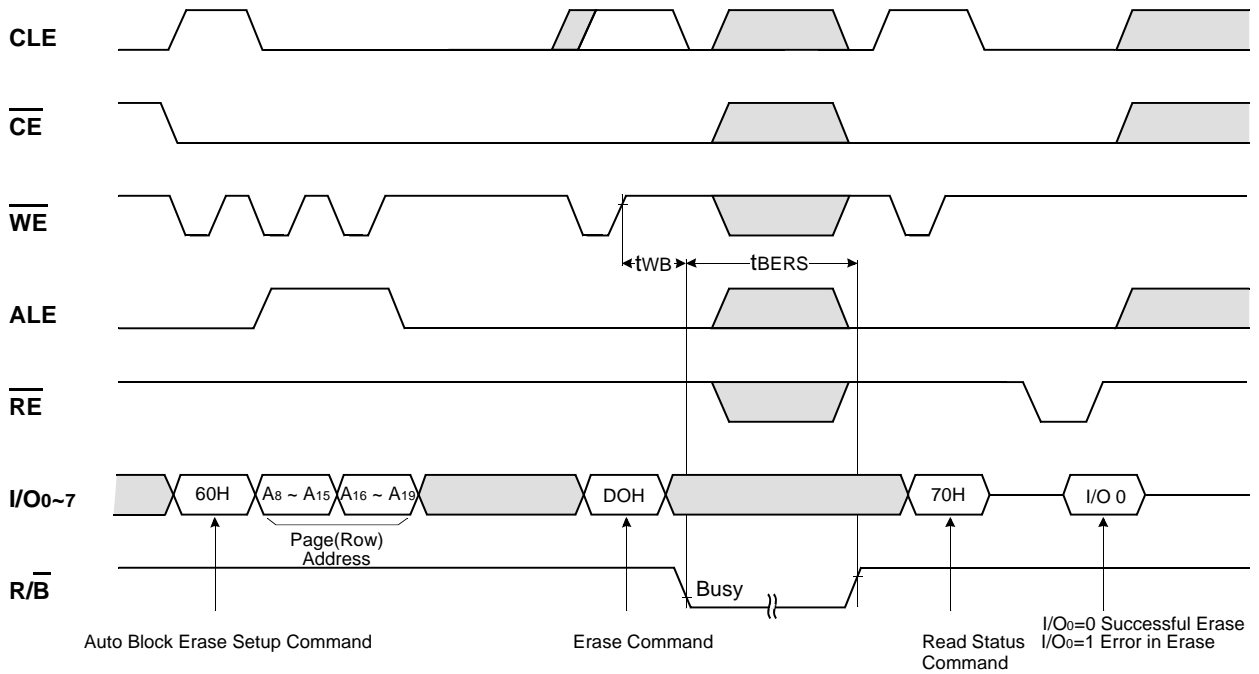 CLE
CE
WE
tWB
tBERS
ALE
RE
I/O0~7
60H
A8 ~ A15
A16 ~ A19
DOH
70H
I/O 0
Page(Row)
Address
R/B
Busy
Auto Block Erase Setup Command
Erase Command
Read Status
Command
I/O0=0 Successful Erase
I/O0=1 Error in Erase